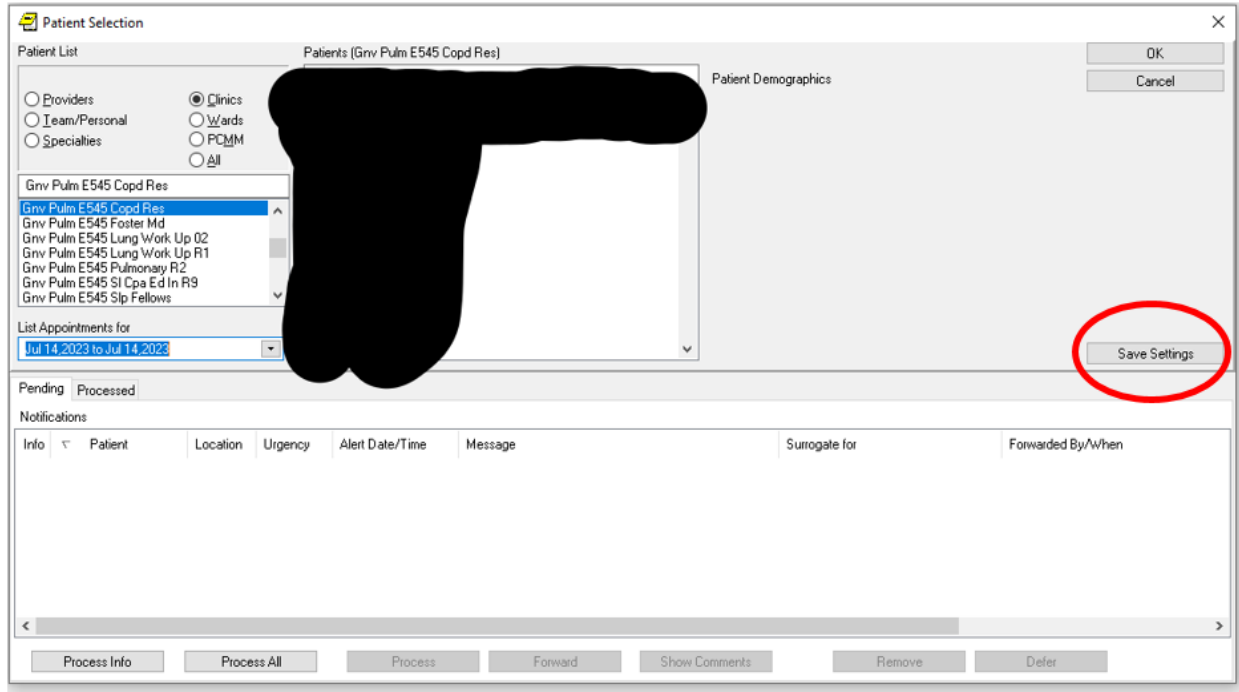 Patient Selection
Patient List
Patients (Gnv Pulm E545 Copd Res)
OK
Patient Demographics
Cancel
Providers
Clinics
Team/Personal
Wards
Specialties
PCMM
All
Gnv Pulm E545 Copd Res
Gnv Pulm E545 Copd Res
Gnv Pulm E545 Foster Md
Gnv Pulm E545 Lung Work Up 02
Gnv Pulm E545 Lung Work Up R1
Gnv Pulm E545 Pulmonary R2
Gnv Pulm E545 Sl Cpa Ed In R9
Gnv Pulm E545 Slp Fellows
List Appointments for
Jul 14,2023 to Jul 14,2023
Save Settings
Pending Processed
Notifications
Info Patient Location Urgency Alert Date/Time Message Surrogate for Forwarded By/When
Process Info Process All Process Forward Show Comments Remove Defer